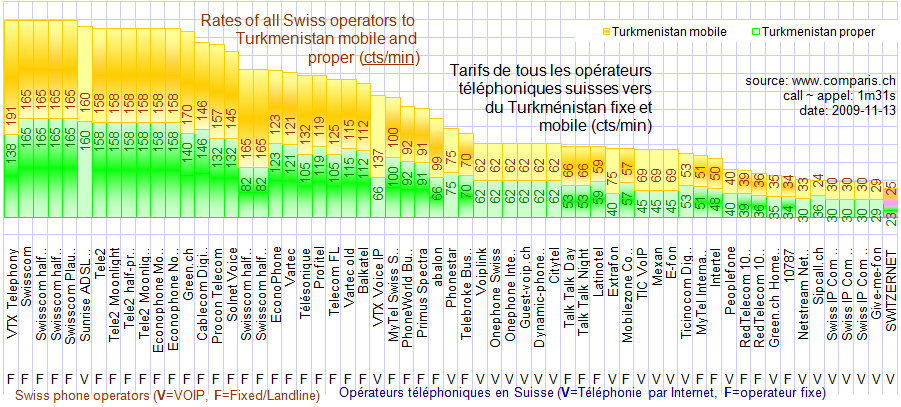 Rates of all Swiss operators to
Turkmenistan mobile and
proper (cts/min)
Turkmenistan mobile
Turkmenistan proper
Tarifs de tous les opérateurs
téléphoniques suisses vers
du Turkménistan fixe et
mobile (cts/min)
source: www.comparis.ch
call ~ appel: 1m31s
date: 2009-11-13
191 165 165 165 165 160 158 158 158 158 158 158 170 146 157 145 165 165 123 121 132 119 125 115 112 137 100 92 91 99 75 70 62 62 62 62 62 62 66 66 59 75 57 69 69 69 53 51 50 40 39 36 35 34 33 24 30 30 30 29 25
138 165 165 165 165 160 158 158 158 158 158 158 140 146 132 132 82 82 123 121 105 119 105 115 112 66 100 92 91 66 75 70 62 62 62 62 62 62 53 53 59 40 57 45 45 45 53 51 48 40 39 36 35 34 30 36 30 30 30 29 23
VTX Telephony
Swisscom
Swisscom half..
Swisscom half..
Swisscom Plau..
Sunrise ADSL ..
Tele2
Tele2 Moonlight
Tele2 half-pr..
Tele2 Moonlig..
Econophone Mo..
Econophone No..
Green.ch
Cablecom Digi..
Procon Telecom
Solnet Voice
Swisscom half..
Swisscom half..
EconoPhone
Vartec
Télésonique
Profitel
Telecom FL
Vartec old
Balkatel
VTX Voice IP
MyTel Swiss S..
PhoneWorld Bu..
Primus Spectra
abalon
Phonestar
Telebroke Bus..
Voiplink
Onephone Swiss
Onephone Inte..
Guest-voip.ch
Dynamic-phone..
Citytel
Talk Talk Day
Talk Talk Night
Latinotel
Extrafon
Mobilezone Co..
TIC VoIP
Mexan
E-fon
Ticinocom Dig..
MyTel Interna..
Intertel
Peoplefone
RedTelecom 10..
RedTelecom 10..
Green.ch Home..
10787
Netstream Net..
Sipcall.ch
Swiss IP Com..
Swiss IP Com..
Swiss IP Com..
Give-me-fon
SWITZERNET
F F F F F V F F F F F F F F F F F F F F F F F F F V F F F F V F V V V V V V F F F V F V V V F F F V F F F F V V V V V V V
Swiss phone operators (V=VOIP, F=Fixed/Landline)
Opérateurs téléphoniques en Suisse (V=Téléphonie par Internet, F=operateur fixe)